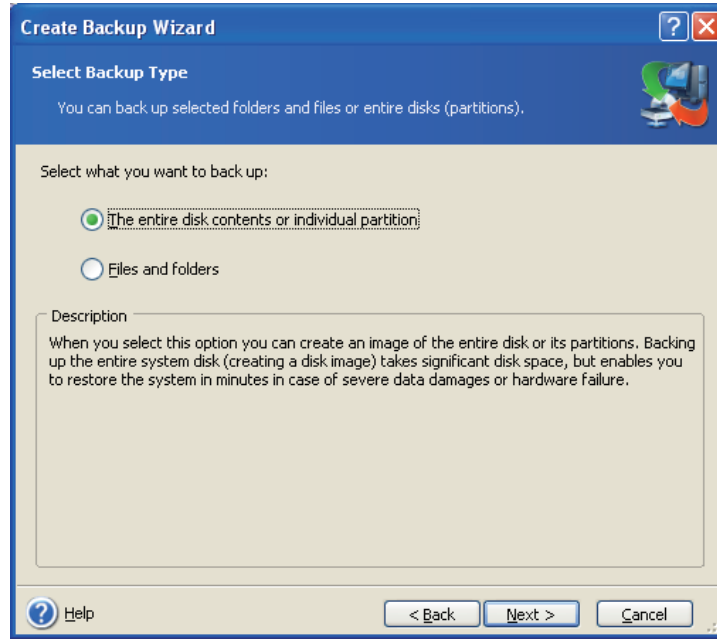 Create Backup Wizard
Select Backup Type
You can back up selected folders and files or entire disks (partitions).
Select what you want to back up:
The entire disk contents or individual partition
Files and folders
Description
When you select this option you can create an image of the entire disk or its partitions. Backing
up the entire system disk (creating a disk image) takes significant disk space, but enables you
to restore the system in minutes in case of severe data damages or hardware failure.
Help
< Back
Next >
Cancel